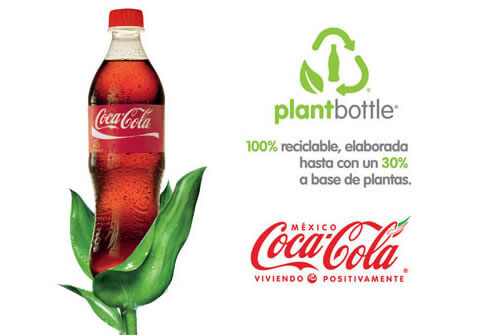 Coca-Cola
plantbottle®
100% reciclable, elaborada
hasta con un 30%
a base de plantas.
MÉXICO
Coca-Cola®
VIVIENDO POSITIVAMENTE